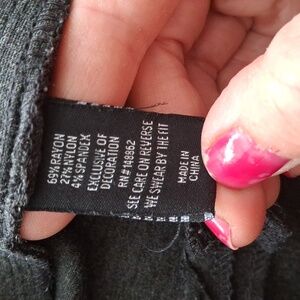 69% RAYON
27% NYLON
4% SPANDEX
EXCLUSIVE OF
DECORATION
RN# 48862
SEE CARE ON REVERSE
WE SWEAR BY THE FIT
MADE IN
CHINA